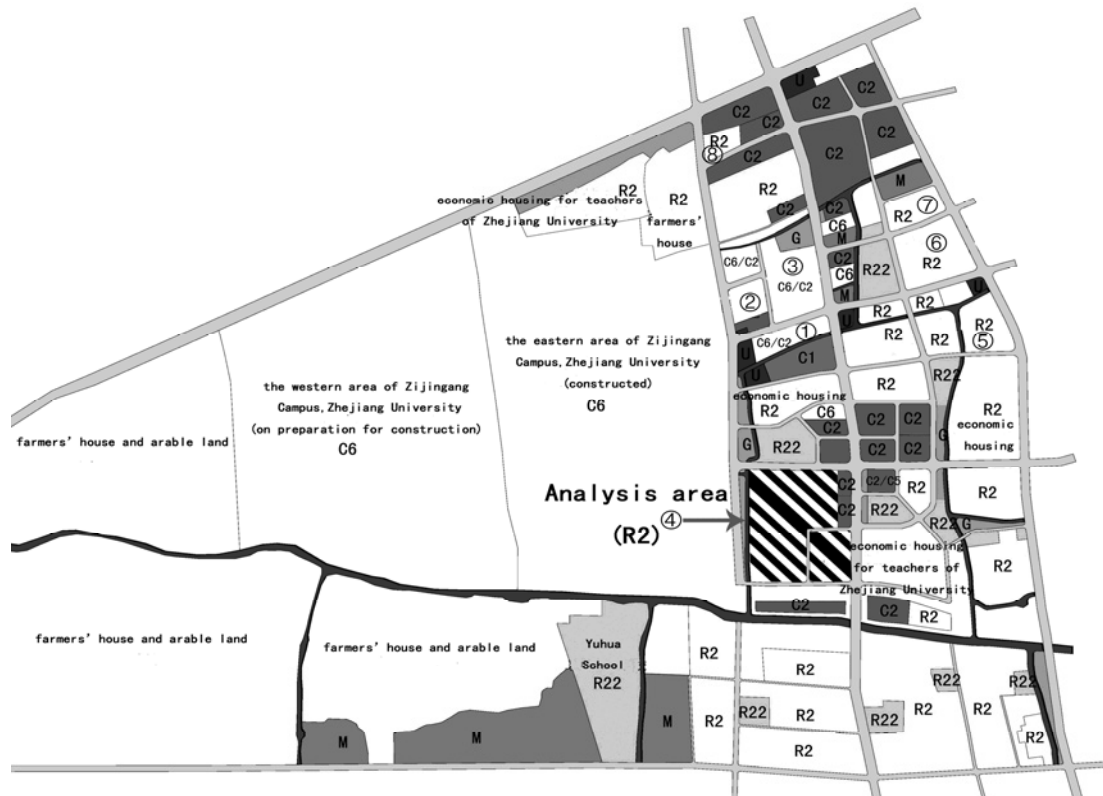 U
C2
C2
C2
C2
C2
R2
⑧
C2
C2
R2
M
R2
economic housing for teachers
of Zhejiang University
R2
farmers'
house
R2
⑦
C2
C2
C6
G
M
⑥
R2
C6/C2
③
C6/C2
C2
C6
R22
②
M
U
R2
R2
①
C6/C2
U
R2
R2
R2
⑤
the eastern area of Zijingang
Campus,Zhejiang University
(constructed)
C6
U
C1
U
the western area of Zijingang
Campus,Zhejiang University
(on preparation for construction)
C6
R2
R22
economic housing
R2
C6
C2
C2
C2
R2
economic
housing
G
farmers' house and arable land
G
R22
C2
C2
C2
Analysis area
(R2)
④
C2
C2/C5
R2
R2
C2
R22
R22
G
economic housing
for teachers of
Zhejiang University
R2
C2
C2
R2
farmers' house and arable land
farmers' house and arable land
Yuhua
School
R22
R2
R2
R22
R22
R2
R22
R2
R22
R2
R2
R2
R2
M
M
M
R2